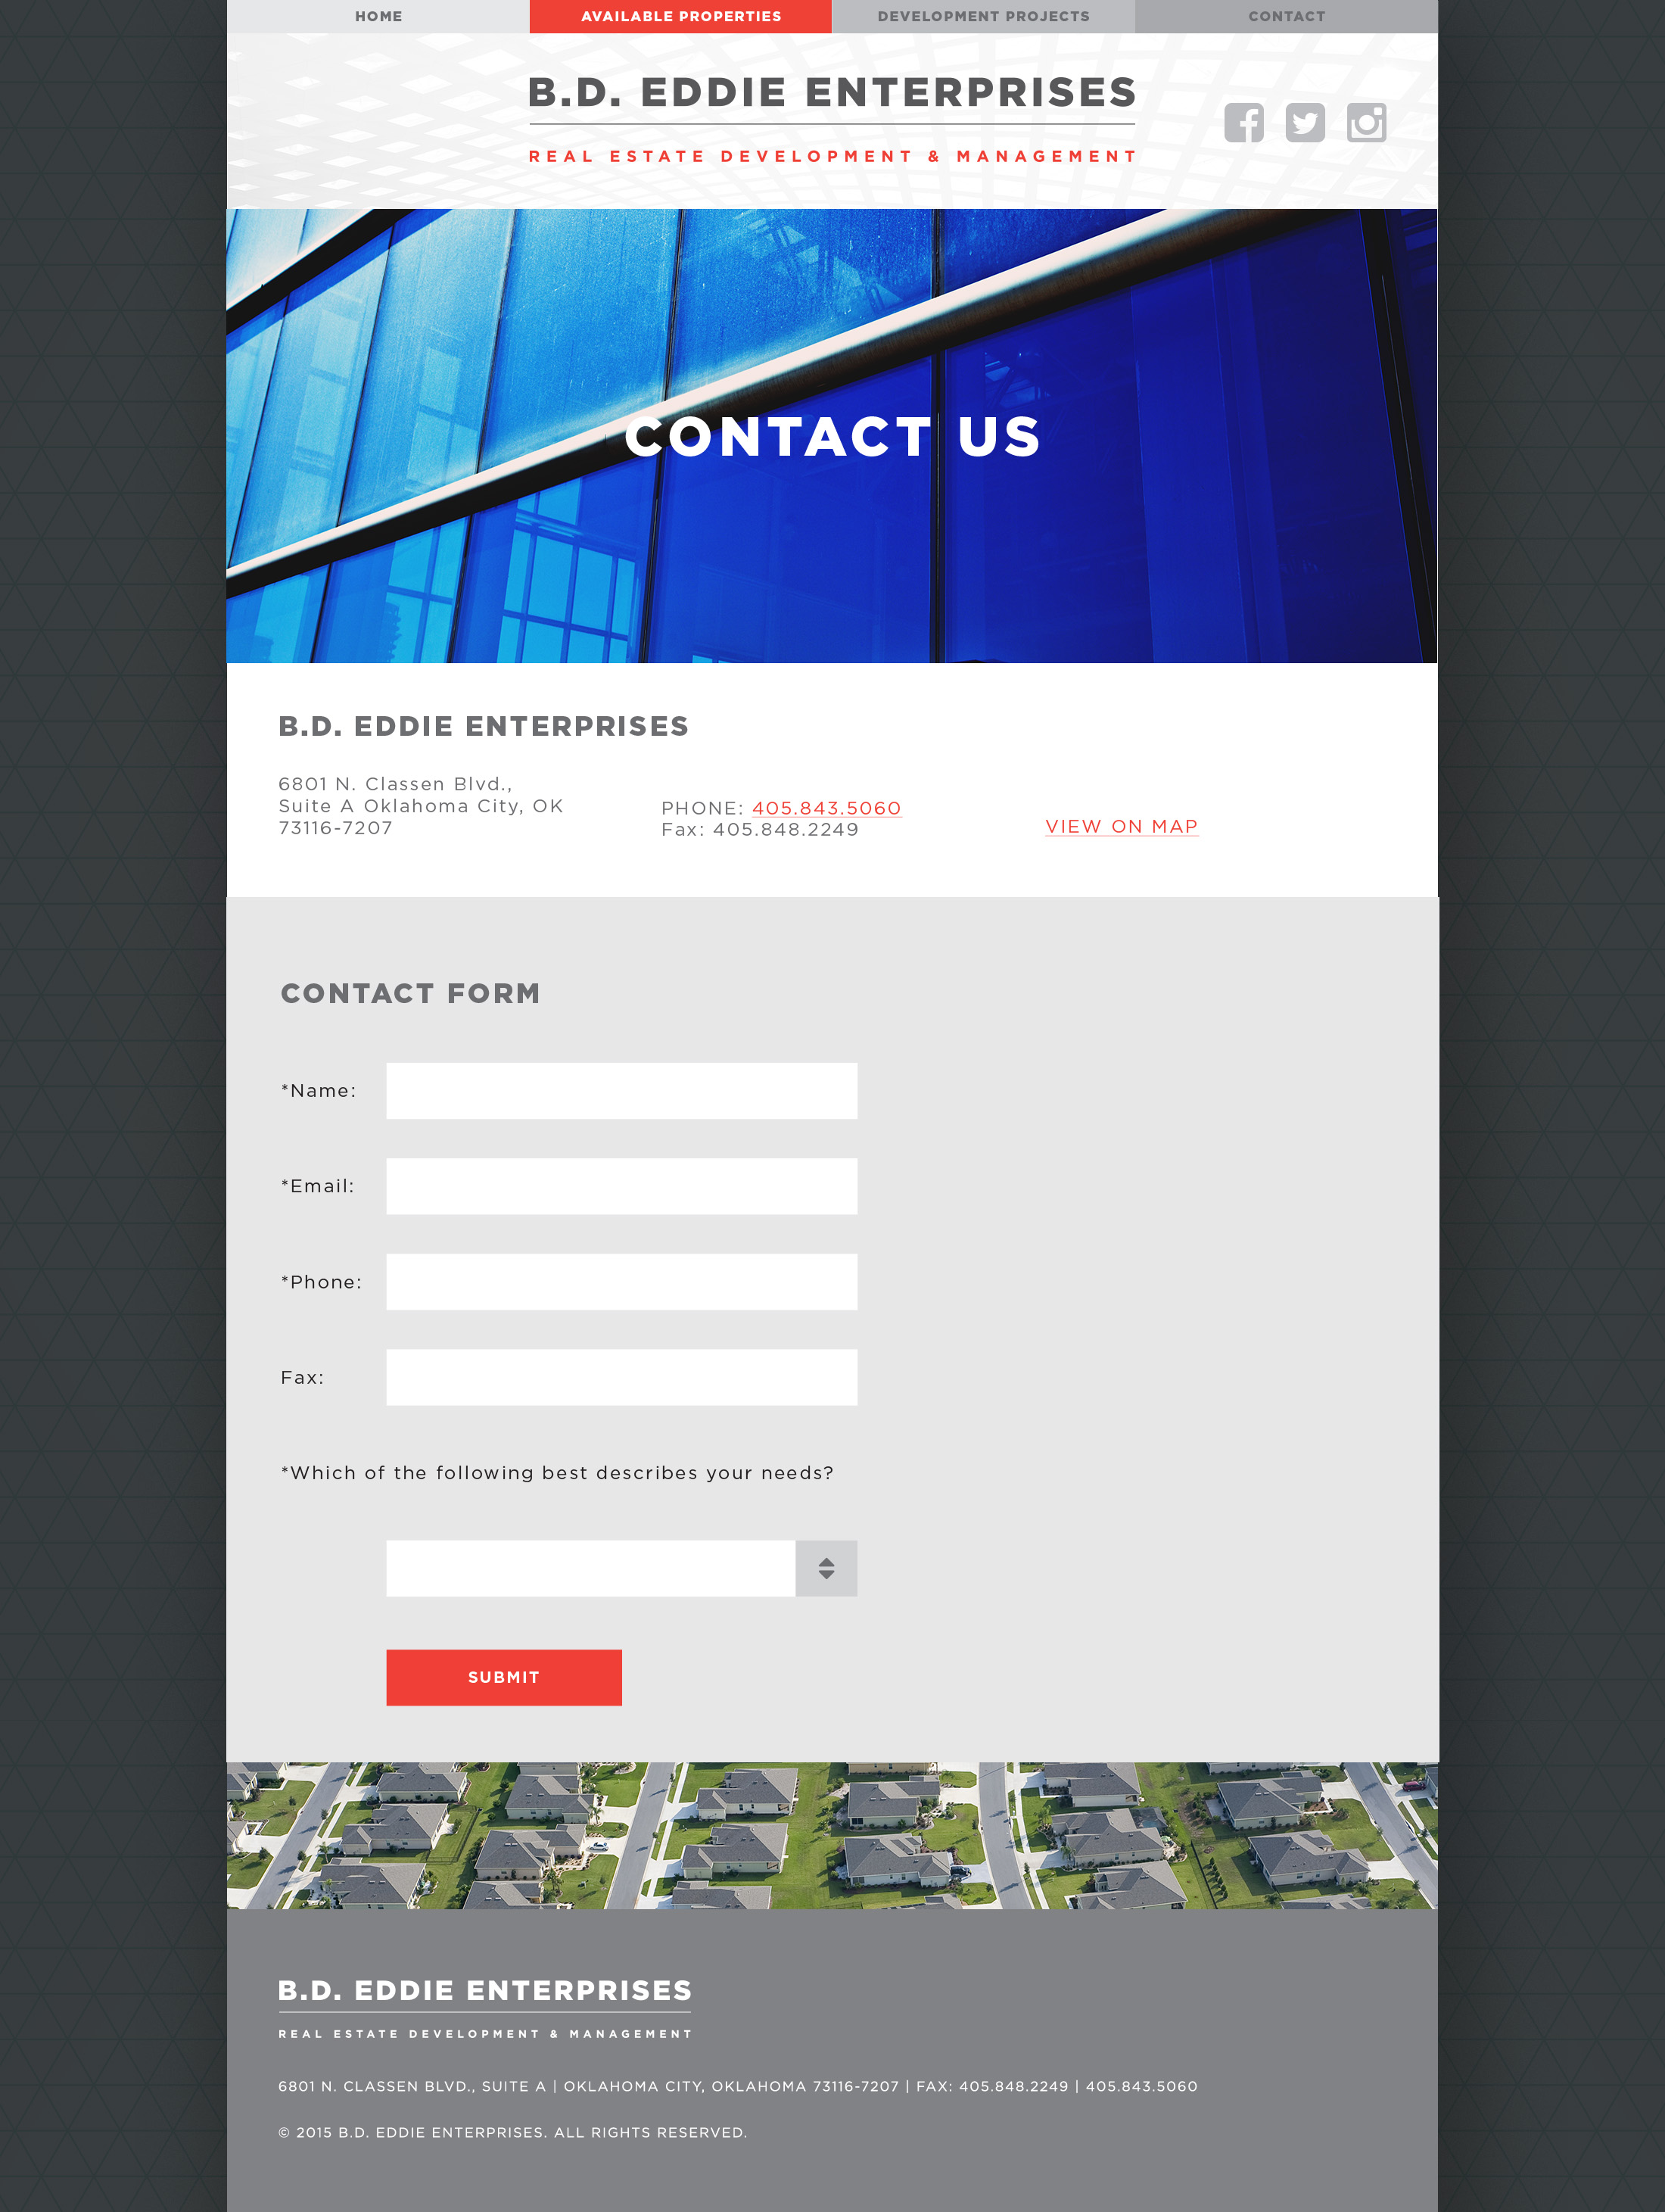 HOME
AVAILABLE PROPERTIES
DEVELOPMENT PROJECTS
CONTACT
B.D. EDDIE ENTERPRISES
REAL ESTATE DEVELOPMENT & MANAGEMENT
CONTACT US
B.D. EDDIE ENTERPRISES
6801 N. Classen Blvd.,
Suite A Oklahoma City, OK
73116-7207
PHONE: 405.843.5060
Fax: 405.848.2249
VIEW ON MAP
CONTACT FORM
*Name:
*Email:
*Phone:
Fax:
*Which of the following best describes your needs?
SUBMIT
B.D. EDDIE ENTERPRISES
REAL ESTATE DEVELOPMENT & MANAGEMENT
6801 N. CLASSEN BLVD., SUITE A | OKLAHOMA CITY, OKLAHOMA 73116-7207 | FAX: 405.848.2249 | 405.843.5060
© 2015 B.D. EDDIE ENTERPRISES. ALL RIGHTS RESERVED.